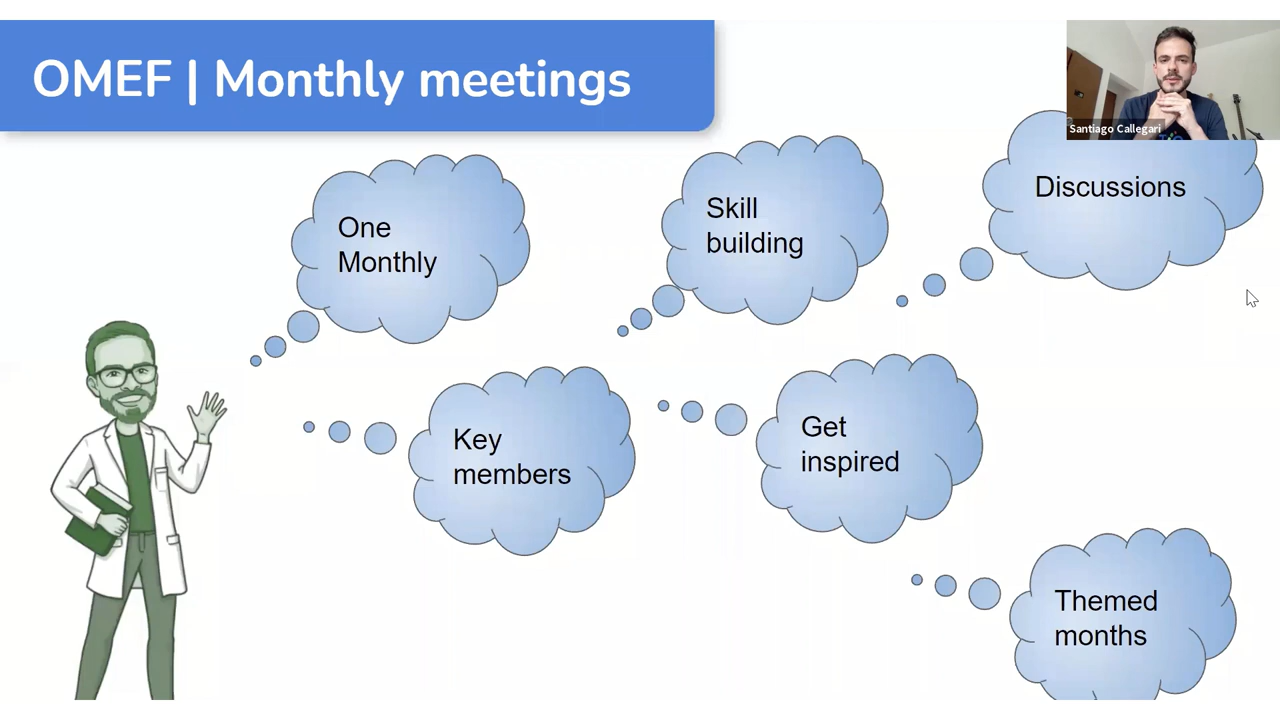 OMEF | Monthly meetings
Santiago Callegari
Discussions
Skill
building
One
Monthly
Key
members
Get
inspired
Themed
months